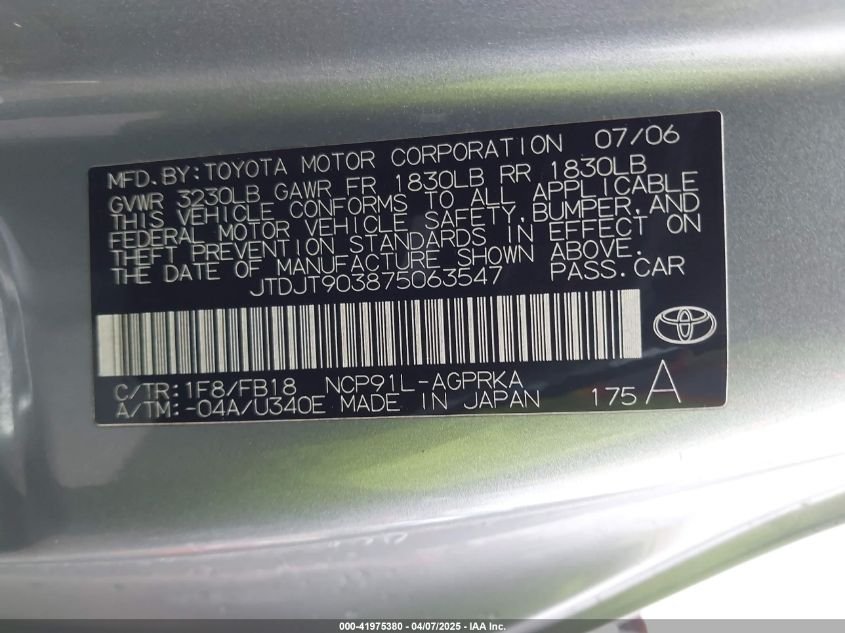 MFD.BY:TOYOTA MOTOR CORPORATION 07/06
GVWR 3230LB GAWR FR 1830LB RR 1830LB
THIS VEHICLE CONFORMS TO ALL APPLICABLE
FEDERAL MOTOR VEHICLE SAFETY,BUMPER,AND
THEFT PREVENTION STANDARDS IN EFFECT ON
THE DATE OF MANUFACTURE SHOWN ABOVE.
JTDJT903875063547 PASS.CAR
C/TR:1F8/FB18 NCP91L-AGPRKA
A/TM:-04A/U340E MADE IN JAPAN 175 A
000-41975380 - 04/07/2025 - IAA Inc.